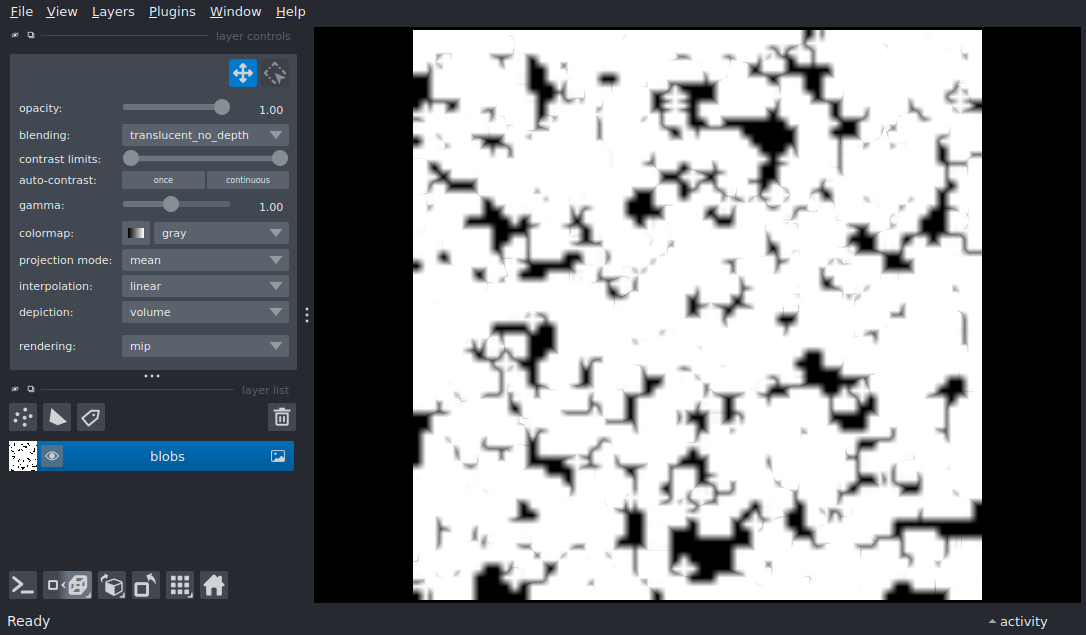 File View Layers Plugins Window Help
layer controls
opacity: 1.00
blending: translucent_no_depth
contrast limits:
auto-contrast: once continuous
gamma: 1.00
colormap: gray
projection mode: mean
interpolation: linear
depiction: volume
rendering: mip
layer list
blobs
Ready activity